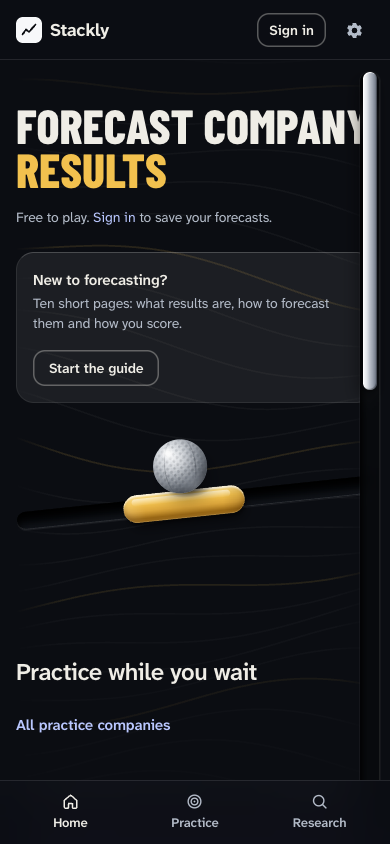 Stackly
Sign in
FORECAST COMPANY
RESULTS
Free to play. Sign in to save your forecasts.
New to forecasting?
Ten short pages: what results are, how to forecast
them and how you score.
Start the guide
Practice while you wait
All practice companies
Home
Practice
Research